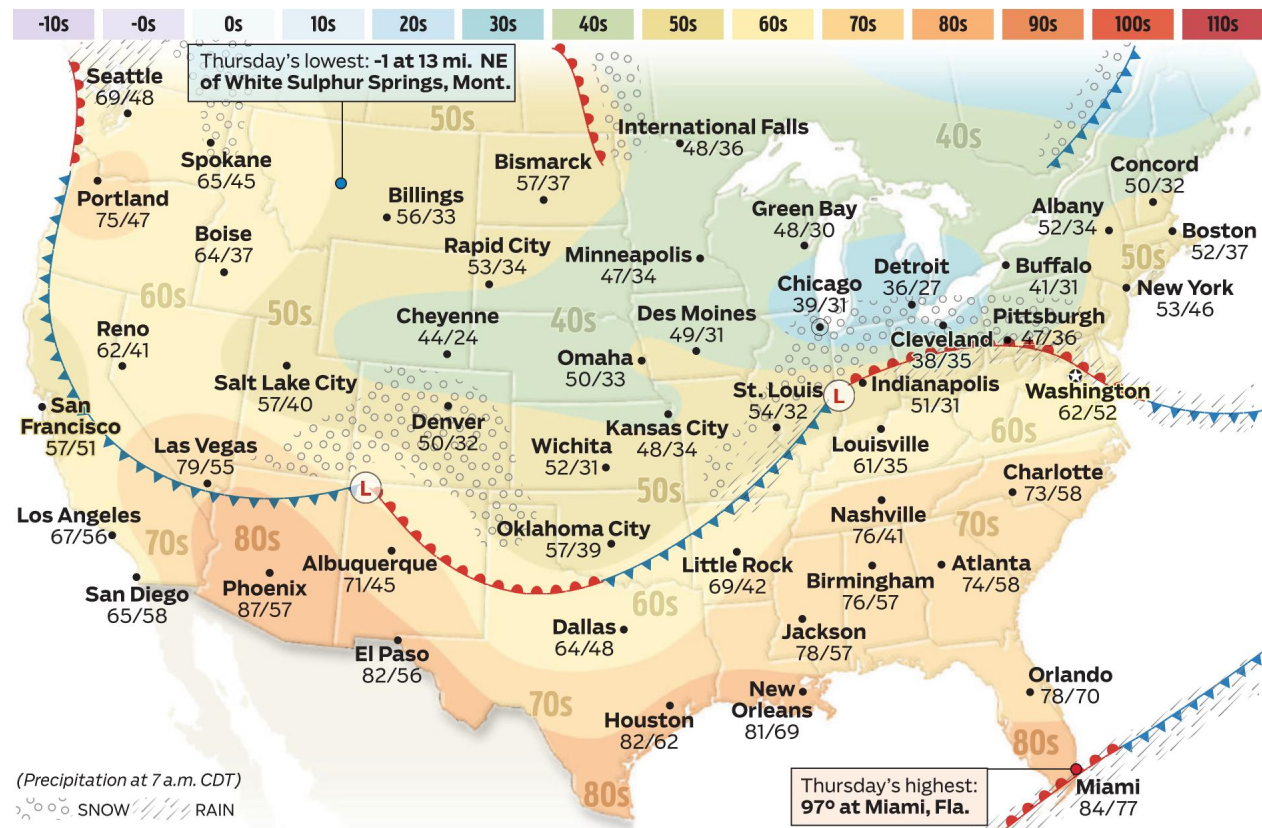 -10s -0s 0s 10s 20s 30s 40s 50s 60s 70s 80s 90s 100s 110s
Thursday's lowest: -1 at 13 mi. NE
of White Sulphur Springs, Mont.
Seattle
69/48
50s
40s
International Falls
48/36
Spokane
65/45
Bismarck
57/37
Concord
50/32
Portland
75/47
Billings
56/33
Green Bay
48/30
Albany
52/34
Boise
64/37
Rapid City
53/34
Minneapolis
47/34
Boston
52/37
50s
Detroit
36/27
Buffalo
41/31
Chicago
39/31
New York
53/46
60s
50s
Cheyenne
44/24
40s
Des Moines
49/31
Pittsburgh
47/36
Reno
62/41
Cleveland
38/35
Omaha
50/33
Salt Lake City
57/40
St. Louis
54/32
L
Indianapolis
51/31
Washington
62/52
San
Francisco
57/51
Denver
50/32
Kansas City
48/34
60s
Las Vegas
79/55
Wichita
52/31
Louisville
61/35
L
50s
Charlotte
73/58
Los Angeles
67/56
70s
80s
Oklahoma City
57/39
Nashville
76/41
70s
Albuquerque
71/45
Little Rock
69/42
Atlanta
74/58
San Diego
65/58
Phoenix
87/57
Birmingham
76/57
60s
Dallas
64/48
Jackson
78/57
El Paso
82/56
Orlando
78/70
70s
Houston
82/62
New
Orleans
81/69
80s
80s
Thursday's highest:
97° at Miami, Fla.
Miami
84/77
(Precipitation at 7 a.m. CDT)
SNOW RAIN